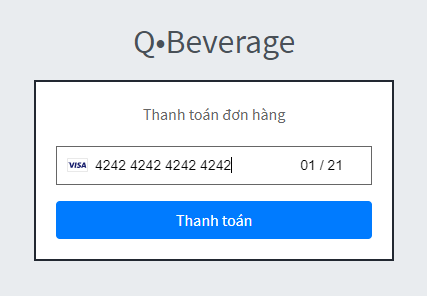 Q•Beverage
Thanh toán đơn hàng
VISA 4242 4242 4242 4242 01 / 21
Thanh toán